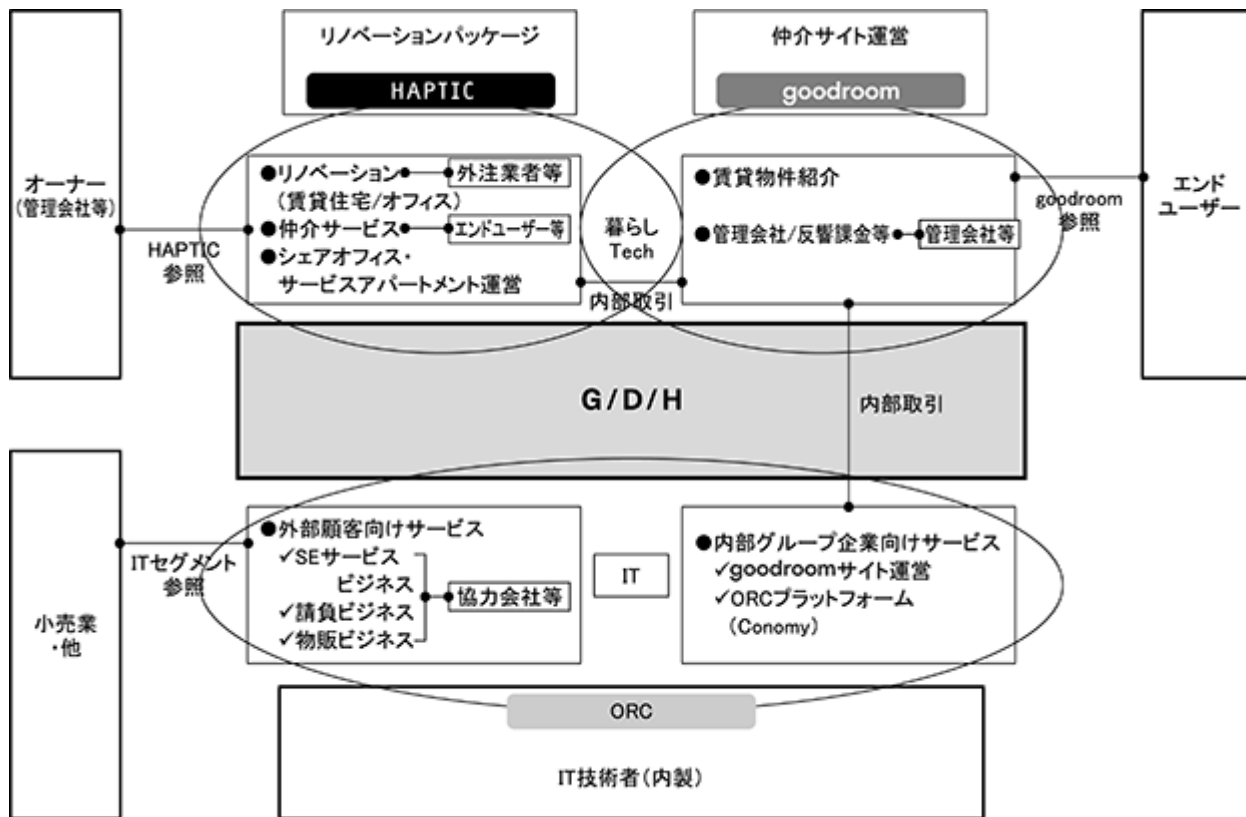 リノベーションパッケージ
HAPTIC
仲介サイト運営
goodroom
オーナー
(管理会社等)
HAPTIC
参照
●リノベーション
外注業者等
(賃貸住宅/オフィス)
●仲介サービス
エンドユーザー等
●シェアオフィス・
サービスアパートメント運営
暮らし
Tech
内部取引
●賃貸物件紹介
●管理会社/反響課金等
管理会社等
goodroom
参照
エンド
ユーザー
G/D/H
内部取引
小売業
・他
ITセグメント
参照
●外部顧客向けサービス
✓SEサービス
ビジネス
✓請負ビジネス
✓物販ビジネス
協力会社等
IT
●内部グループ企業向けサービス
✓goodroomサイト運営
✓ORCプラットフォーム
(Conomy)
ORC
IT技術者(内製)